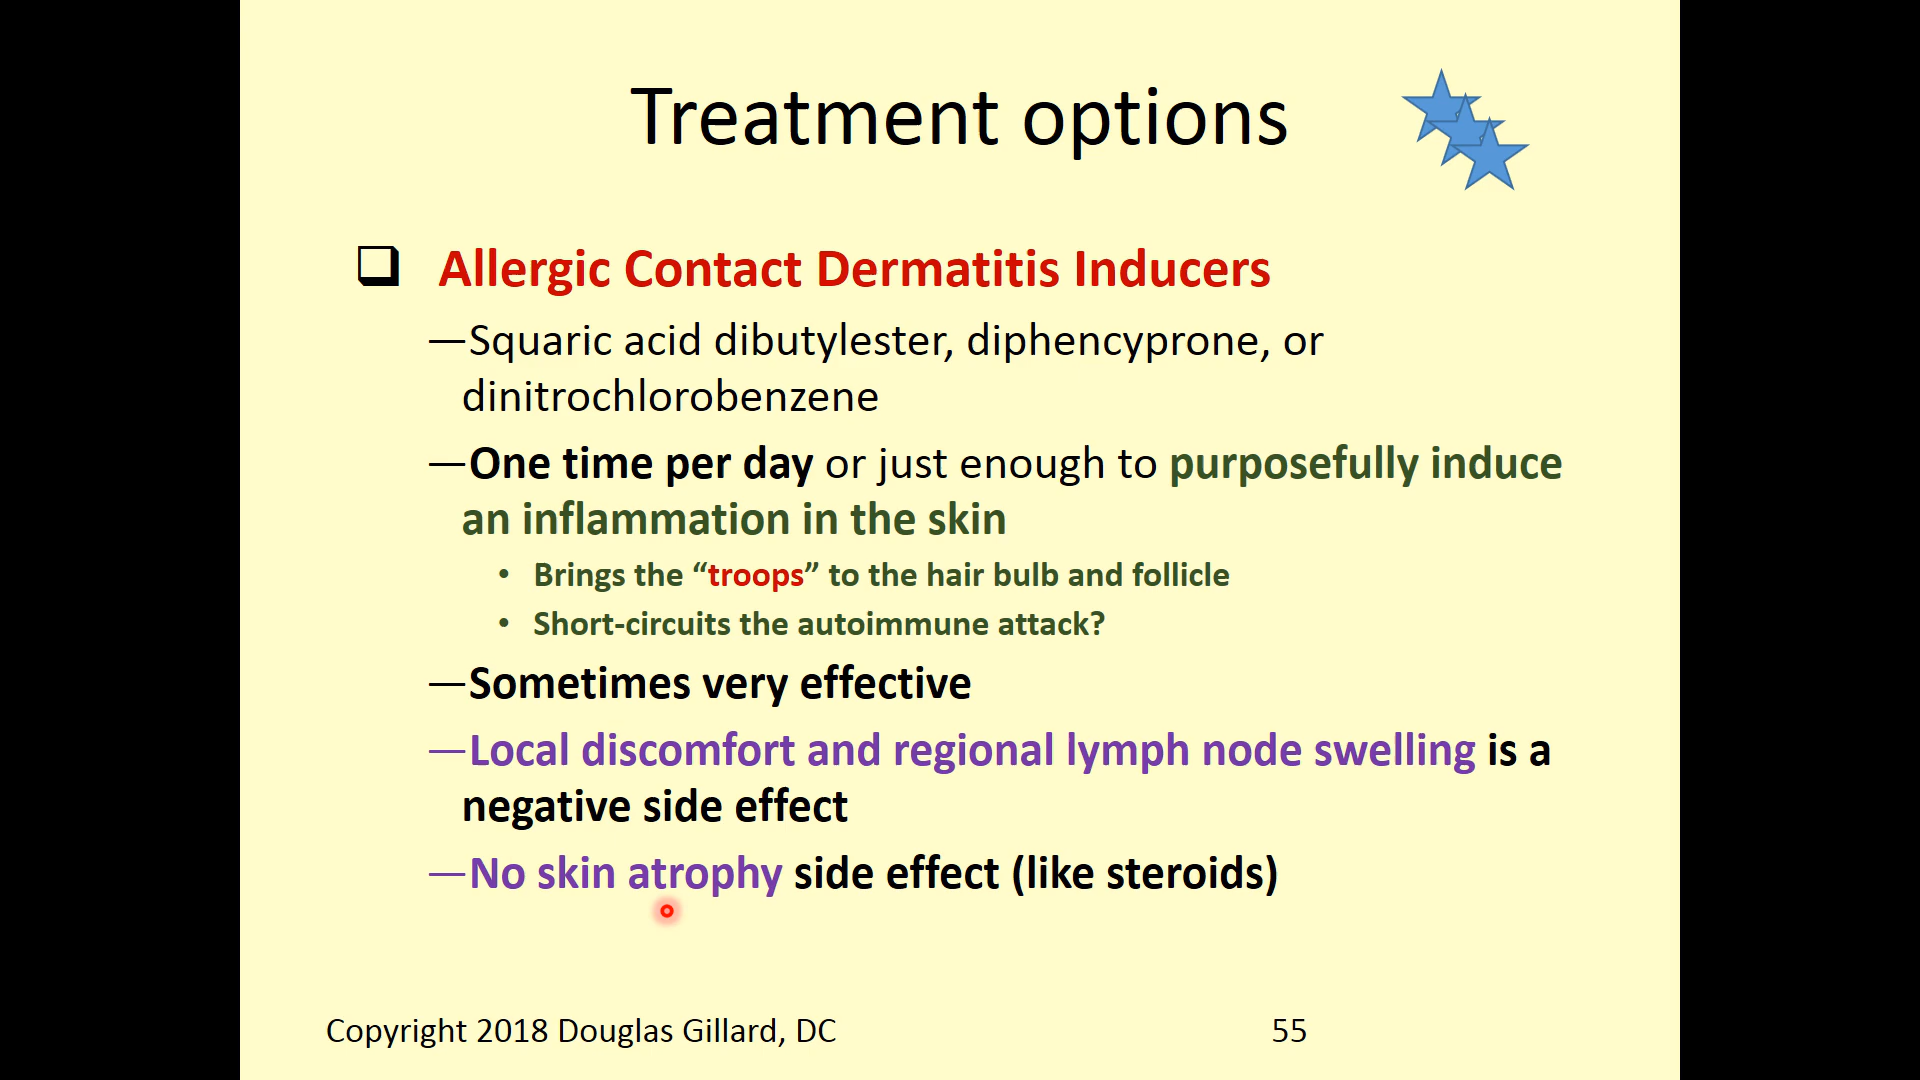 Treatment options
❑ Allergic Contact Dermatitis Inducers
—Squaric acid dibutylester, diphencyprone, or
dinitrochlorobenzene
—One time per day or just enough to purposefully induce
an inflammation in the skin
• Brings the “troops” to the hair bulb and follicle
• Short-circuits the autoimmune attack?
—Sometimes very effective
—Local discomfort and regional lymph node swelling is a
negative side effect
—No skin atrophy side effect (like steroids)
Copyright 2018 Douglas Gillard, DC
55